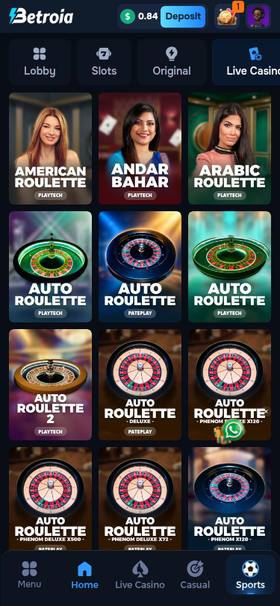 Betroia
$ 0.84 Deposit
1
Lobby
Slots
Original
Live Casino
AMERICAN
ROULETTE
PLAYTECH
ANDAR
BAHAR
PLAYTECH
ARABIC
ROULETTE
PLAYTECH
AUTO
ROULETTE
PLAYTECH
AUTO
ROULETTE
PATEPLAY
AUTO
ROULETTE
PLAYTECH
AUTO
ROULETTE
2
PLAYTECH
AUTO
ROULETTE
- DELUXE -
PATEPLAY
AUTO
ROULETTE
- PHENOM DELUXE X120 -
AUTO
ROULETTE
- PHENOM DELUXE X500 -
PATEPLAY
AUTO
ROULETTE
- PHENOM DELUXE X72 -
PATEPLAY
AUTO
ROULETTE
- PHENOM X120 -
PATEPLAY
Menu
Home
Live Casino
Casual
Sports